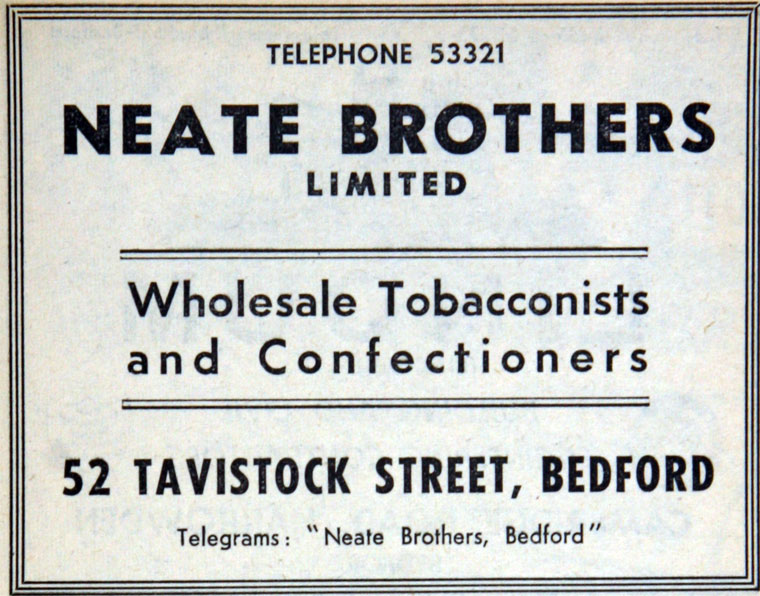 TELEPHONE 53321
NEATE BROTHERS
LIMITED
Wholesale Tobacconists
and Confectioners
52 TAVISTOCK STREET, BEDFORD
Telegrams: "Neate Brothers, Bedford"